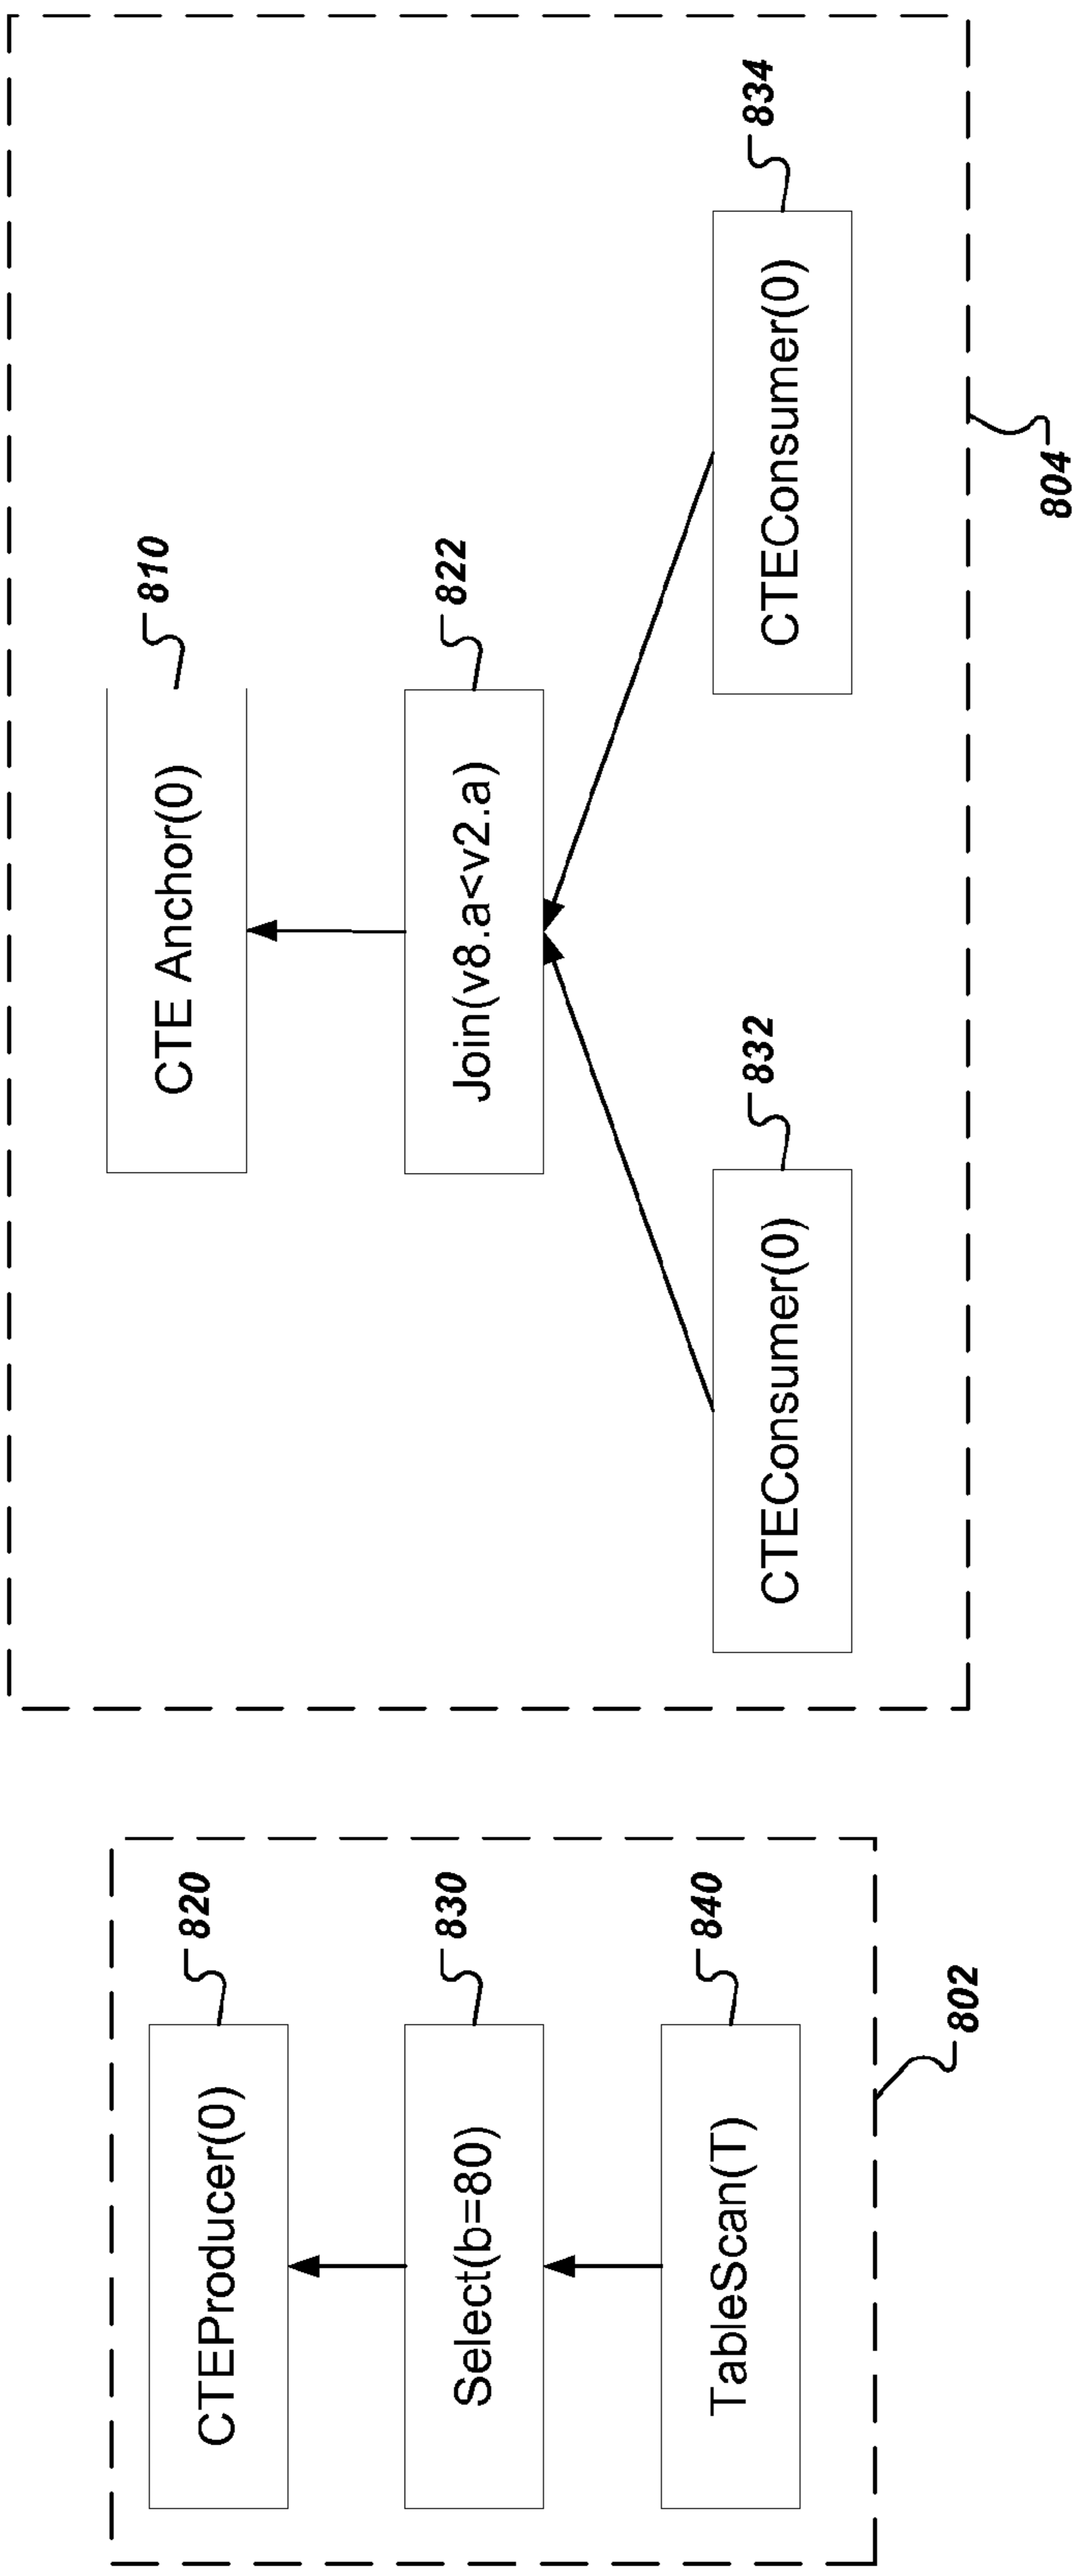 CTEProducer(0)
820
Select(b=80)
830
TableScan(T)
840
802
CTE Anchor(0)
810
Join(v8.a<v2.a)
822
CTEConsumer(0)
832
CTEConsumer(0)
834
804